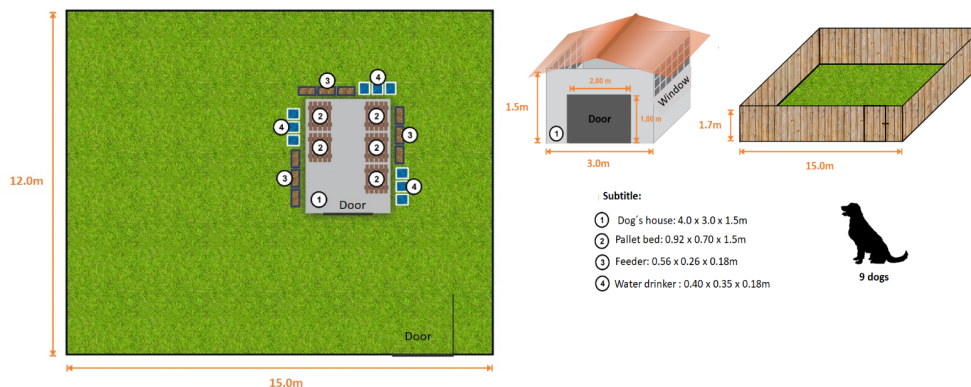 12.0m
15.0m
3
4
4
2
2
2
2
3
3
2
4
1
Door
Door
1.5m
2,00 m
1,00 m
Door
Window
1
3.0m
1.7m
15.0m
Subtitle:
1 Dog´s house: 4.0 x 3.0 x 1.5m
2 Pallet bed: 0.92 x 0.70 x 1.5m
3 Feeder: 0.56 x 0.26 x 0.18m
4 Water drinker : 0.40 x 0.35 x 0.18m
9 dogs